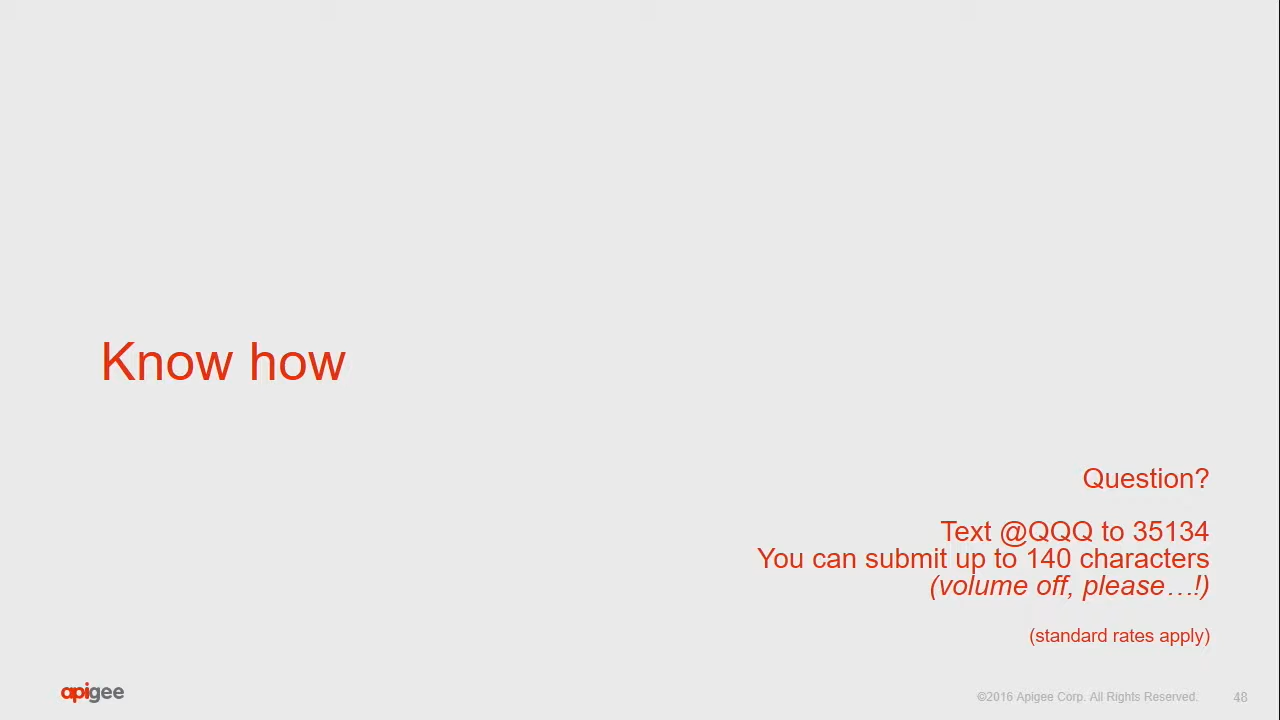 Know how
Question?
Text @QQQ to 35134
You can submit up to 140 characters
(volume off, please…!)
(standard rates apply)
apigee
©2016 Apigee Corp. All Rights Reserved.
48